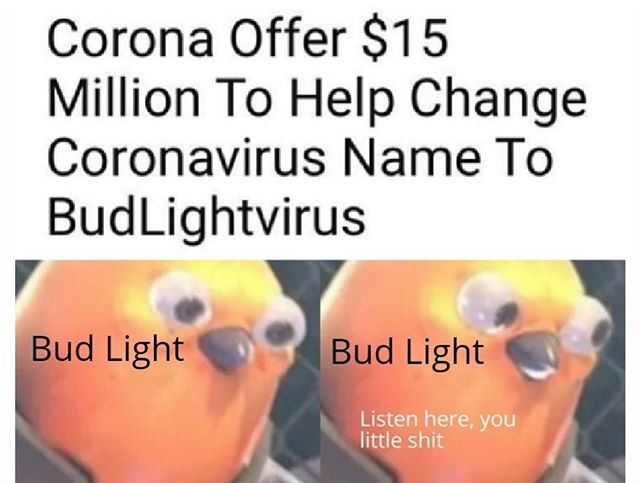 Corona Offer $15
Million To Help Change
Coronavirus Name To
BudLightvirus
Bud Light
Bud Light
Listen here, you
little shit